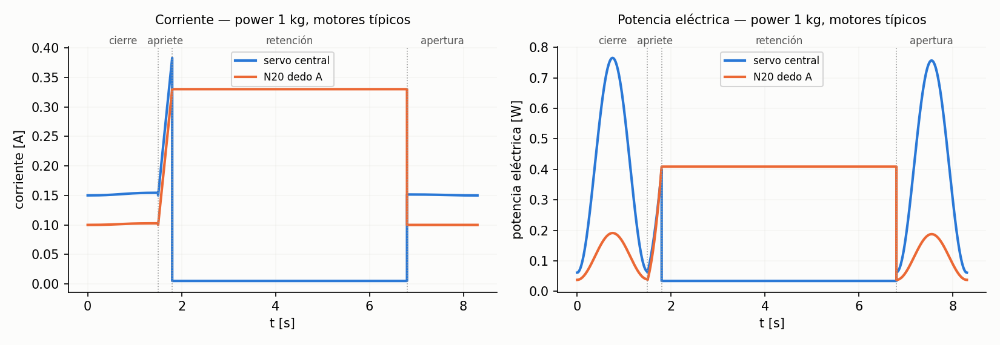 Corriente — power 1 kg, motores típicos
cierre apriete retención apertura
servo central
N20 dedo A
corriente [A]
0.40
0.35
0.30
0.25
0.20
0.15
0.10
0.05
0.00
0 2 4 6 8
t [s]
Potencia eléctrica — power 1 kg, motores típicos
cierre apriete retención apertura
servo central
N20 dedo A
potencia eléctrica [W]
0.8
0.7
0.6
0.5
0.4
0.3
0.2
0.1
0.0
0 2 4 6 8
t [s]